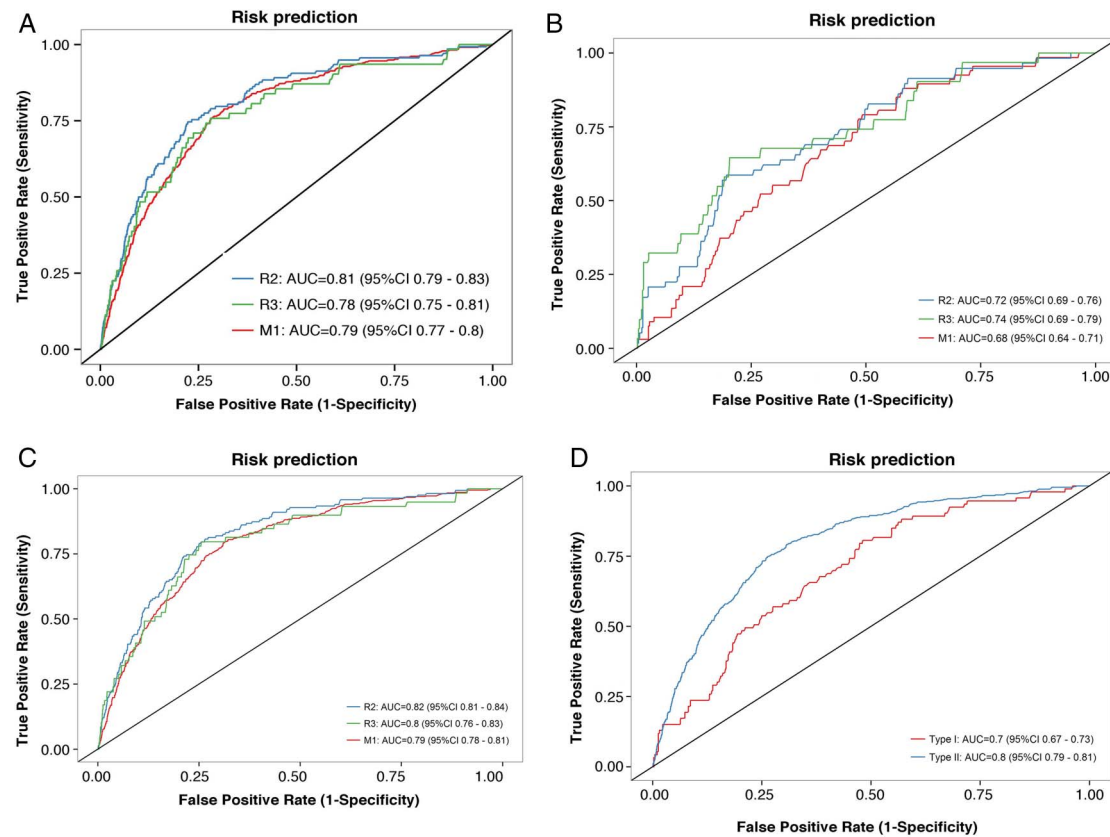 A
Risk prediction
True Positive Rate (Sensitivity)
1.00
0.75
0.50
0.25
0.00
R2: AUC=0.81 (95%CI 0.79 - 0.83)
R3: AUC=0.78 (95%CI 0.75 - 0.81)
M1: AUC=0.79 (95%CI 0.77 - 0.8)
0.00 0.25 0.50 0.75 1.00
False Positive Rate (1-Specificity)
B
Risk prediction
True Positive Rate (Sensitivity)
1.00
0.75
0.50
0.25
0.00
R2: AUC=0.72 (95%CI 0.69 - 0.76)
R3: AUC=0.74 (95%CI 0.69 - 0.79)
M1: AUC=0.68 (95%CI 0.64 - 0.71)
0.00 0.25 0.50 0.75 1.00
False Positive Rate (1-Specificity)
C
Risk prediction
True Positive Rate (Sensitivity)
1.00
0.75
0.50
0.25
0.00
R2: AUC=0.82 (95%CI 0.81 - 0.84)
R3: AUC=0.8 (95%CI 0.76 - 0.83)
M1: AUC=0.79 (95%CI 0.78 - 0.81)
0.00 0.25 0.50 0.75 1.00
False Positive Rate (1-Specificity)
D
Risk prediction
True Positive Rate (Sensitivity)
1.00
0.75
0.50
0.25
0.00
Type I: AUC=0.7 (95%CI 0.67 - 0.73)
Type II: AUC=0.8 (95%CI 0.79 - 0.81)
0.00 0.25 0.50 0.75 1.00
False Positive Rate (1-Specificity)